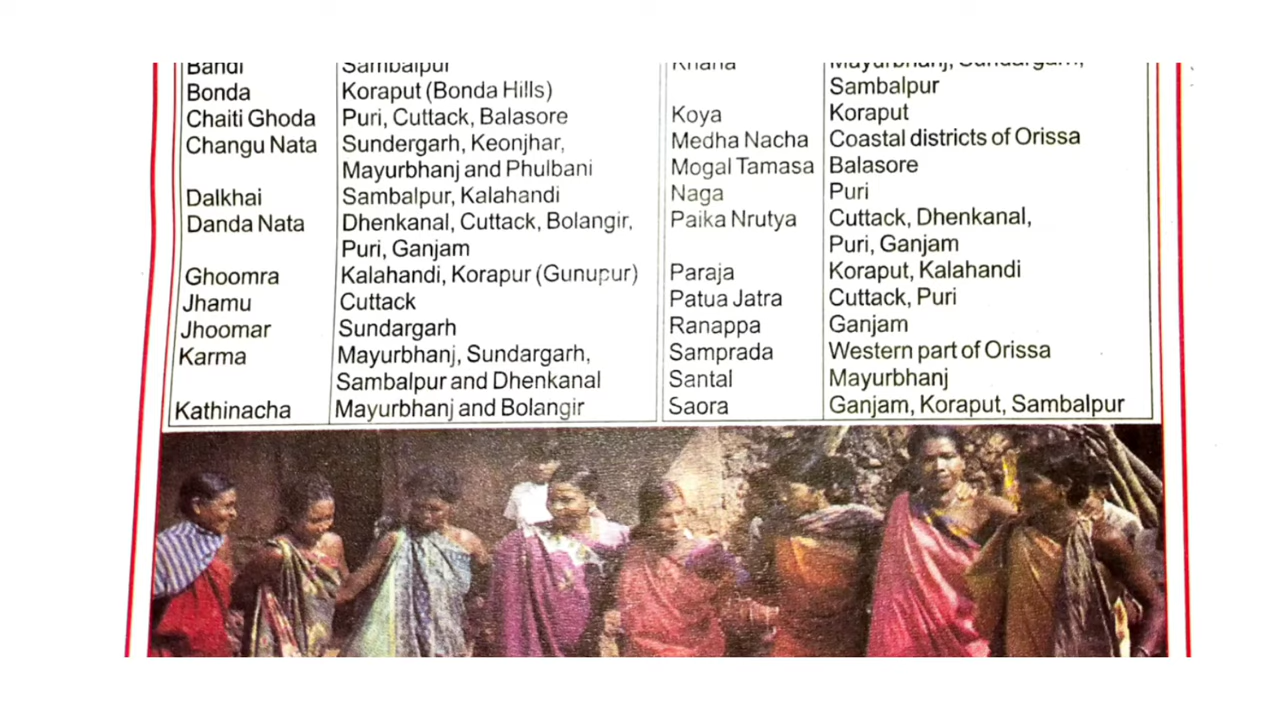 Bandi Sambalpur
Bonda Koraput (Bonda Hills)
Chaiti Ghoda Puri, Cuttack, Balasore
Changu Nata Sundergarh, Keonjhar,
Mayurbhanj and Phulbani
Dalkhai Sambalpur, Kalahandi
Danda Nata Dhenkanal, Cuttack, Bolangir,
Puri, Ganjam
Ghoomra Kalahandi, Korapur (Gunupur)
Jhamu Cuttack
Jhoomar Sundargarh
Karma Mayurbhanj, Sundargarh,
Sambalpur and Dhenkanal
Kathinacha Mayurbhanj and Bolangir
Mayurbhanj, Sundargarh,
Sambalpur
Koya Koraput
Medha Nacha Coastal districts of Orissa
Mogal Tamasa Balasore
Naga Puri
Paika Nrutya Cuttack, Dhenkanal,
Puri, Ganjam
Paraja Koraput, Kalahandi
Patua Jatra Cuttack, Puri
Ranappa Ganjam
Samprada Western part of Orissa
Santal Mayurbhanj
Saora Ganjam, Koraput, Sambalpur